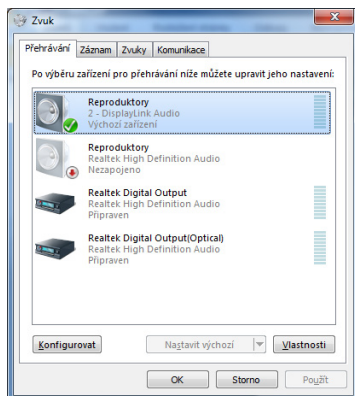 Zvuk
Přehrávání Záznam Zvuky Komunikace
Po výběru zařízení pro přehrávání níže můžete upravit jeho nastavení:
Reproduktory
2 - DisplayLink Audio
Výchozí zařízení
Reproduktory
Realtek High Definition Audio
Nezapojeno
Realtek Digital Output
Realtek High Definition Audio
Připraven
Realtek Digital Output(Optical)
Realtek High Definition Audio
Připraven
Konfigurovat Nastavit výchozí Vlastnosti
OK Storno Použít